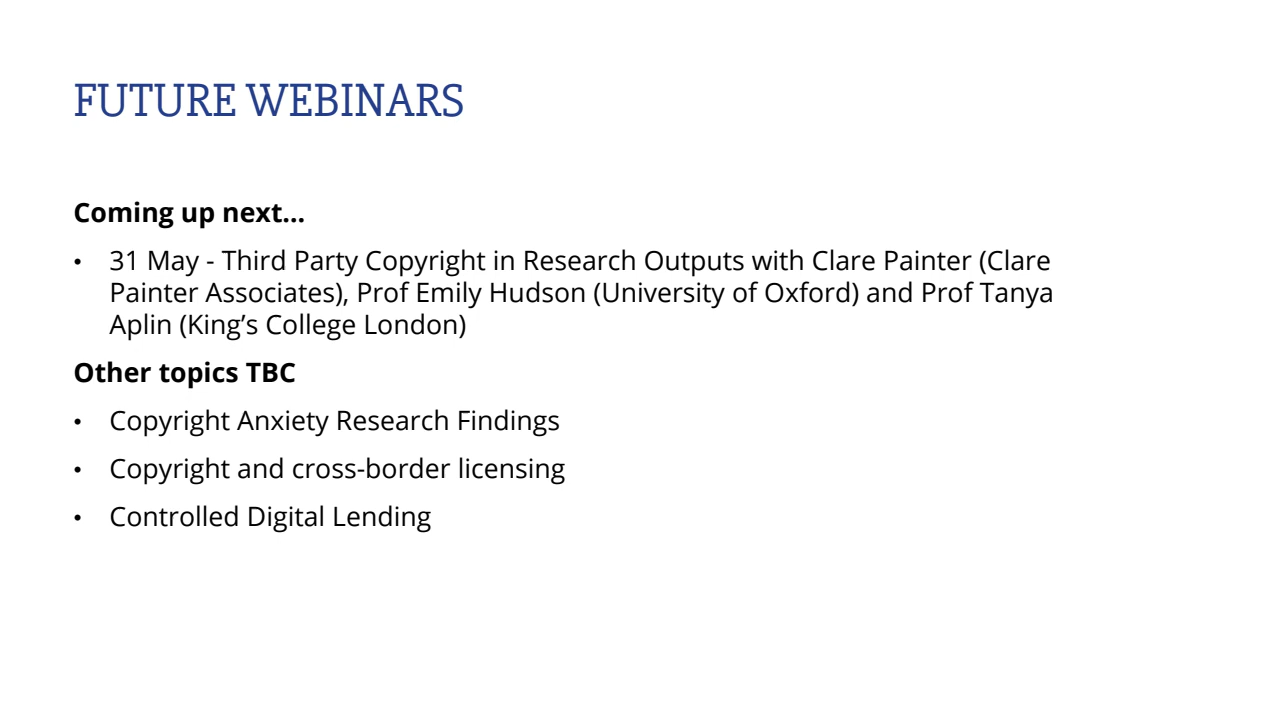 FUTURE WEBINARS
Coming up next...
• 31 May - Third Party Copyright in Research Outputs with Clare Painter (Clare
Painter Associates), Prof Emily Hudson (University of Oxford) and Prof Tanya
Aplin (King’s College London)
Other topics TBC
• Copyright Anxiety Research Findings
• Copyright and cross-border licensing
• Controlled Digital Lending